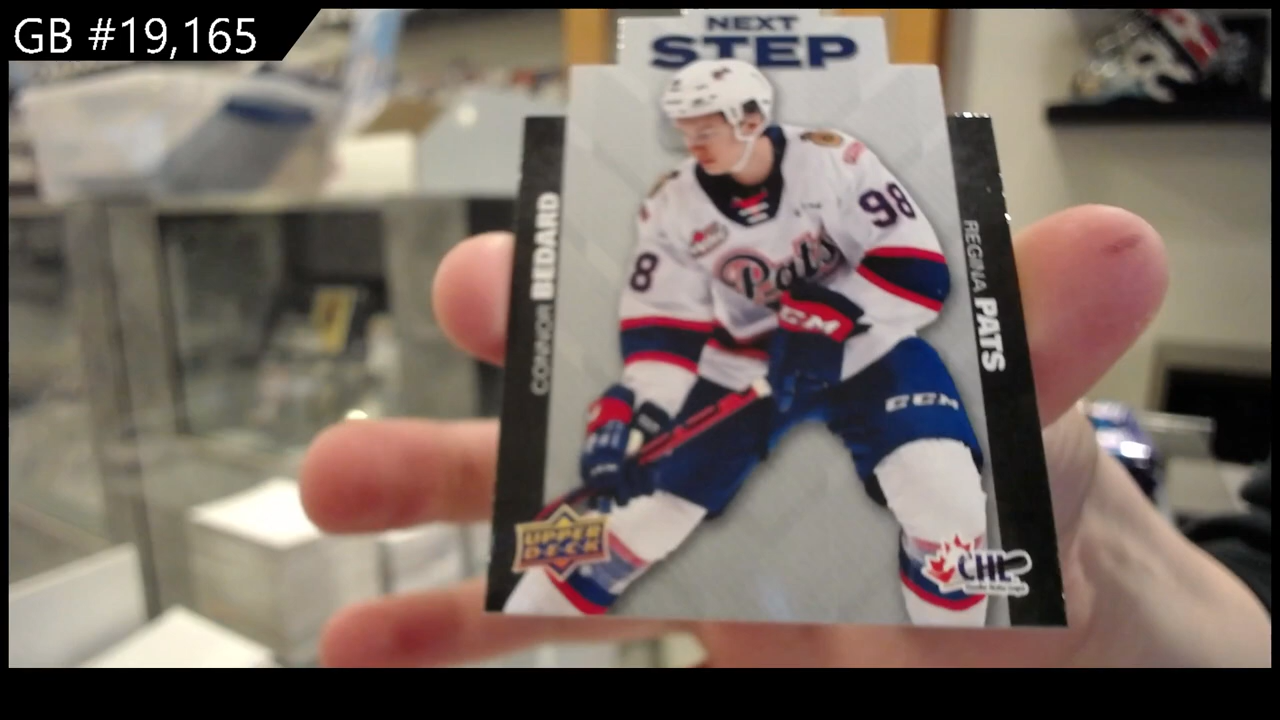 GB #19,165
NEXT
STEP
CONNOR BEDARD
REGINA PATS
98
8
Pats
CCM
CCM
UPPER
DECK
CHL